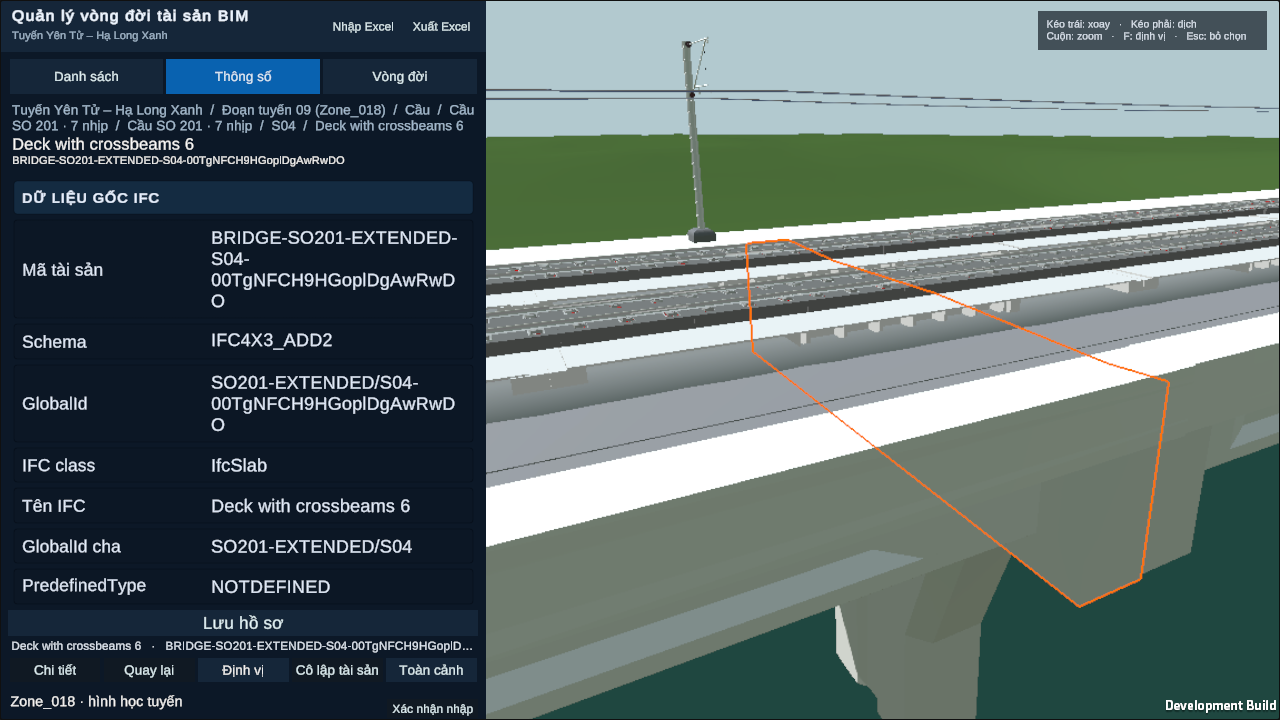 Quản lý vòng đời tài sản BIM
Tuyến Yên Tử – Hạ Long Xanh
Nhập Excel
Xuất Excel
Danh sách
Thông số
Vòng đời
Tuyến Yên Tử – Hạ Long Xanh / Đoạn tuyến 09 (Zone_018) / Cầu / Cầu
SO 201 · 7 nhịp / Cầu SO 201 · 7 nhịp / S04 / Deck with crossbeams 6
Deck with crossbeams 6
BRIDGE-SO201-EXTENDED-S04-00TgNFCH9HGoplDgAwRwDO
DỮ LIỆU GỐC IFC
Mã tài sản
BRIDGE-SO201-EXTENDED-
S04-
00TgNFCH9HGoplDgAwRwD
O
Schema
IFC4X3_ADD2
GlobalId
SO201-EXTENDED/S04-
00TgNFCH9HGoplDgAwRwD
O
IFC class
IfcSlab
Tên IFC
Deck with crossbeams 6
GlobalId cha
SO201-EXTENDED/S04
PredefinedType
NOTDEFINED
Lưu hồ sơ
Deck with crossbeams 6 · BRIDGE-SO201-EXTENDED-S04-00TgNFCH9HGoplD...
Chi tiết
Quay lại
Định vị
Cô lập tài sản
Toàn cảnh
Zone_018 · hình học tuyến
Xác nhận nhập
Kéo trái: xoay · Kéo phải: dịch
Cuộn: zoom · F: định vị · Esc: bỏ chọn
Development Build